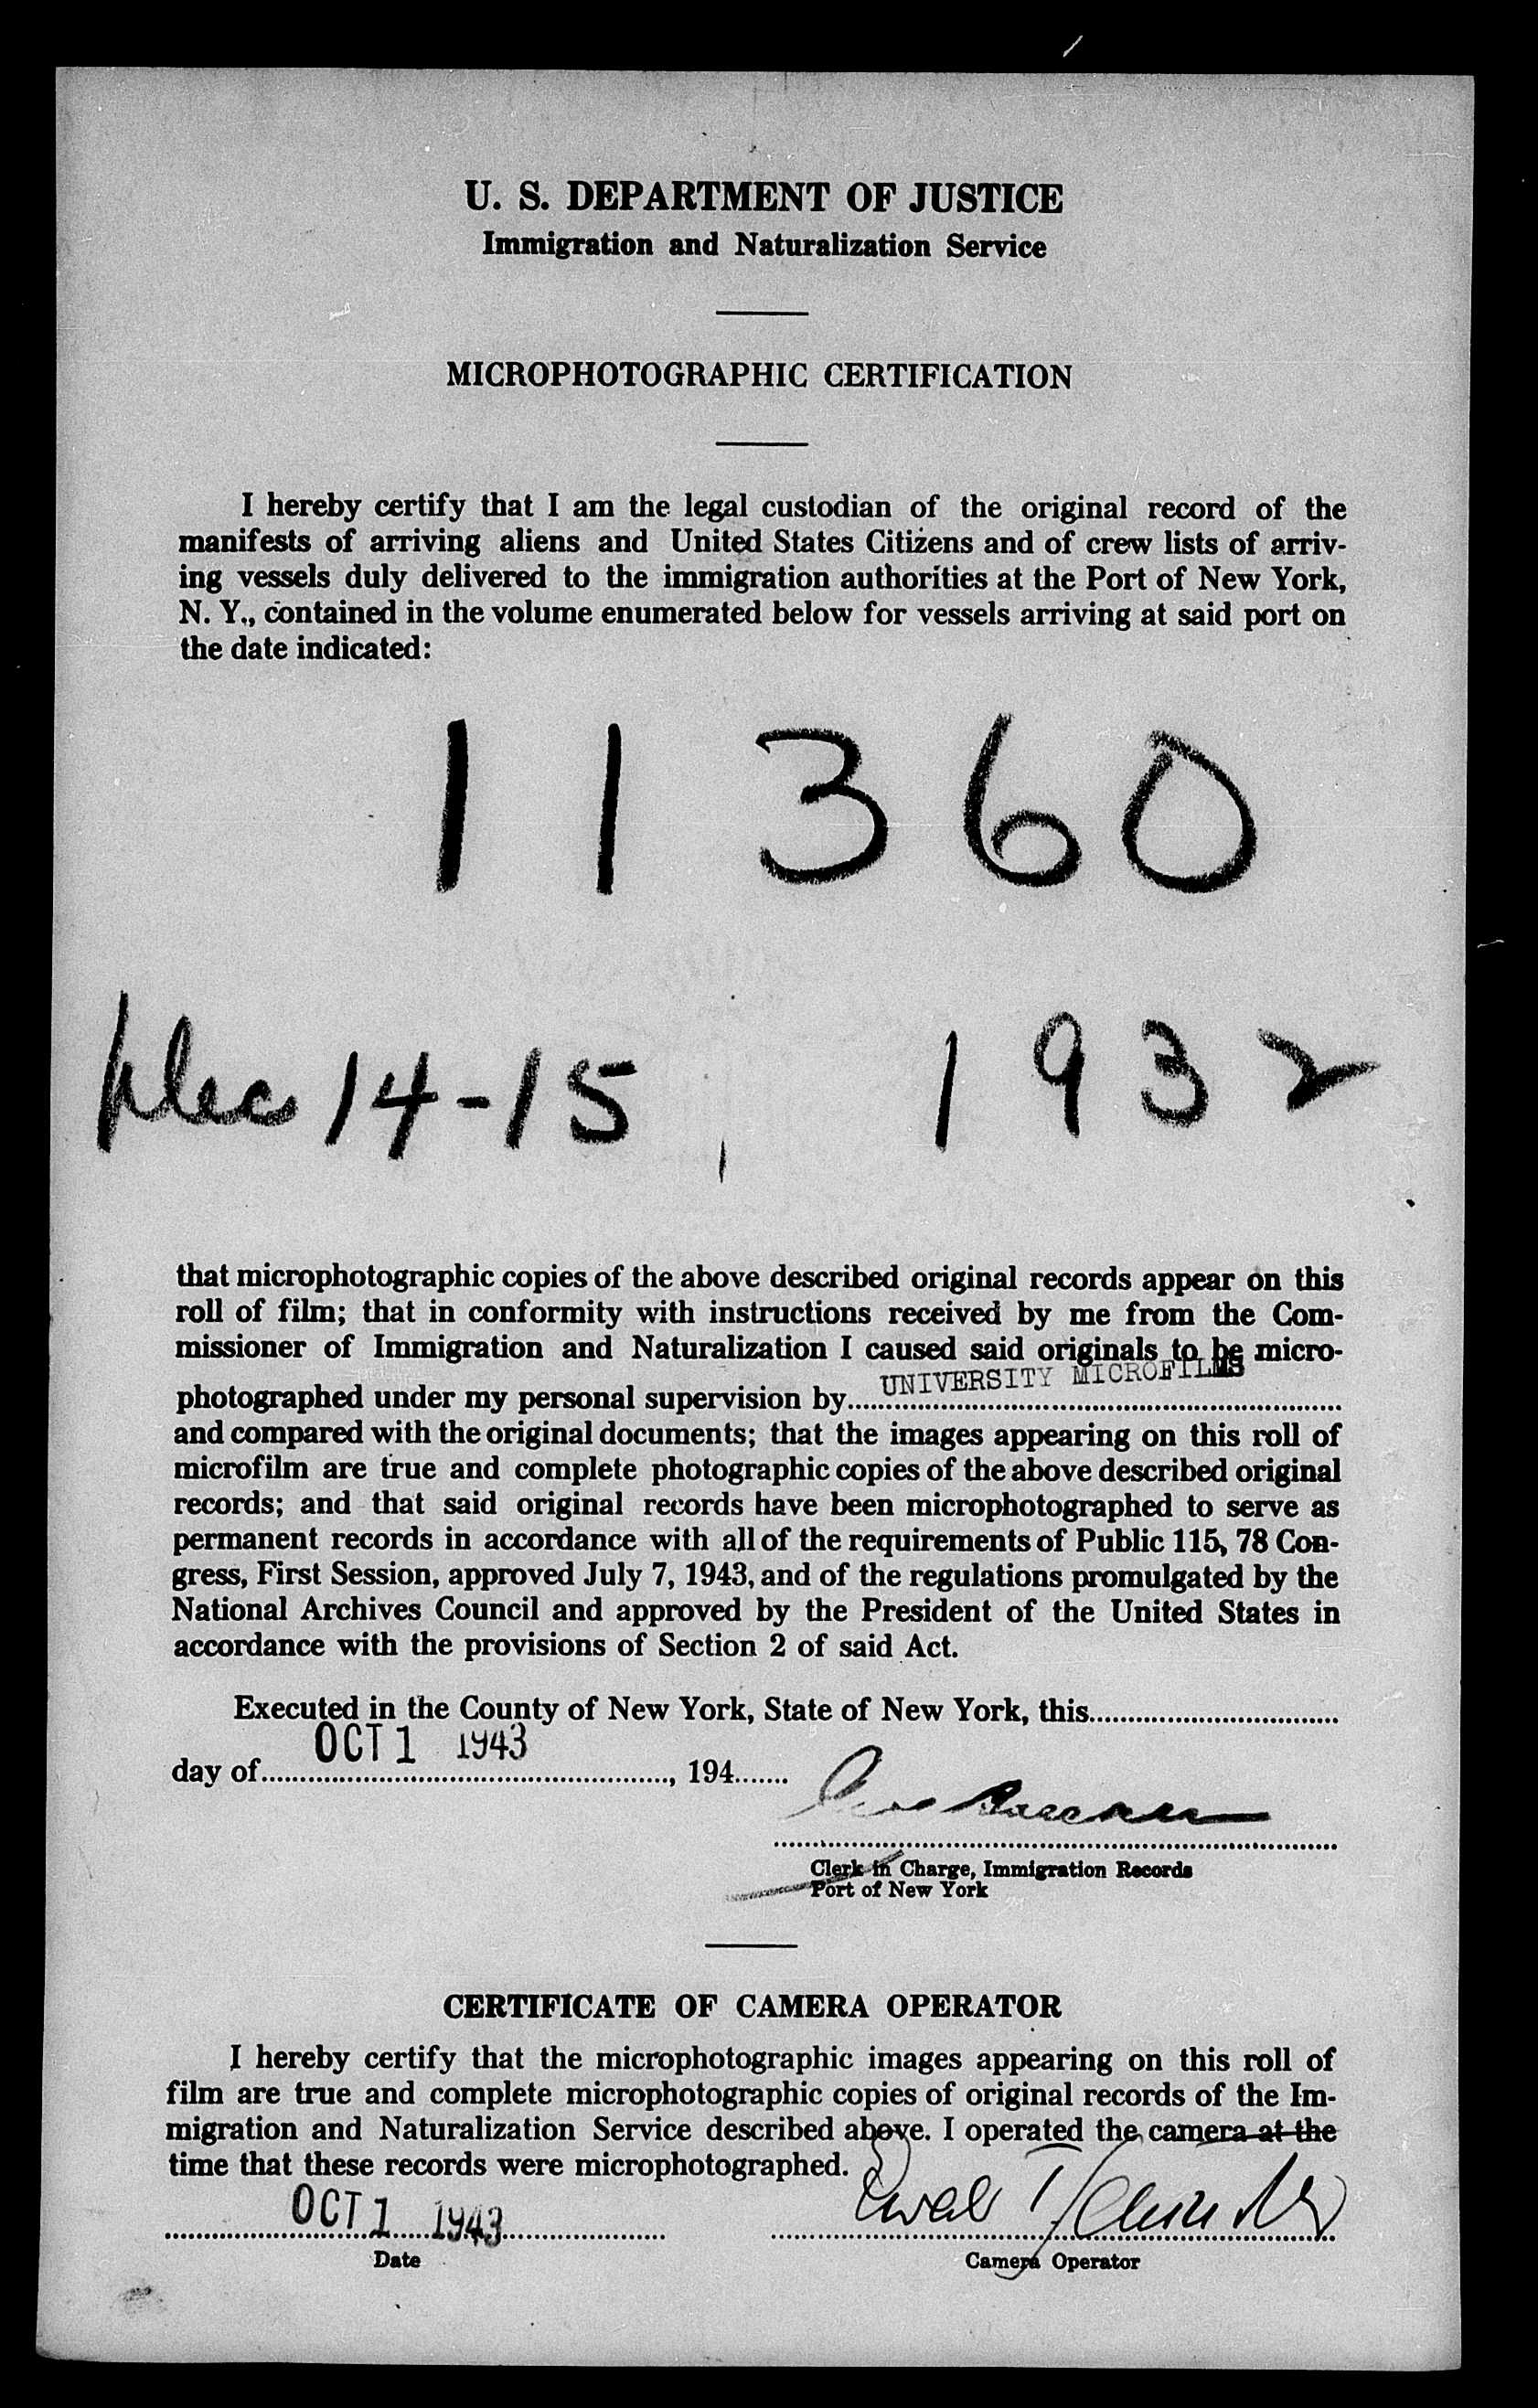 U. S. DEPARTMENT OF JUSTICE
Immigration and Naturalization Service
MICROPHOTOGRAPHIC CERTIFICATION
I hereby certify that I am the legal custodian of the original record of the
manifests of arriving aliens and United States Citizens and of crew lists of arriv-
ing vessels duly delivered to the immigration authorities at the Port of New York,
N. Y., contained in the volume enumerated below for vessels arriving at said port on
the date indicated:
11360
Dec 14-15, 1932
that microphotographic copies of the above described original records appear on this
roll of film; that in conformity with instructions received by me from the Com-
missioner of Immigration and Naturalization I caused said originals to be micro-
photographed under my personal supervision by UNIVERSITY MICROFILMS
and compared with the original documents; that the images appearing on this roll of
microfilm are true and complete photographic copies of the above described original
records; and that said original records have been microphotographed to serve as
permanent records in accordance with all of the requirements of Public 115, 78 Con-
gress, First Session, approved July 7, 1943, and of the regulations promulgated by the
National Archives Council and approved by the President of the United States in
accordance with the provisions of Section 2 of said Act.
Executed in the County of New York, State of New York, this
day of OCT 1 1943, 194
Clerk in Charge, Immigration Records
Port of New York
CERTIFICATE OF CAMERA OPERATOR
I hereby certify that the microphotographic images appearing on this roll of
film are true and complete microphotographic copies of original records of the Im-
migration and Naturalization Service described above. I operated the camera at the
time that these records were microphotographed.
OCT 1 1943
Date
Camera Operator